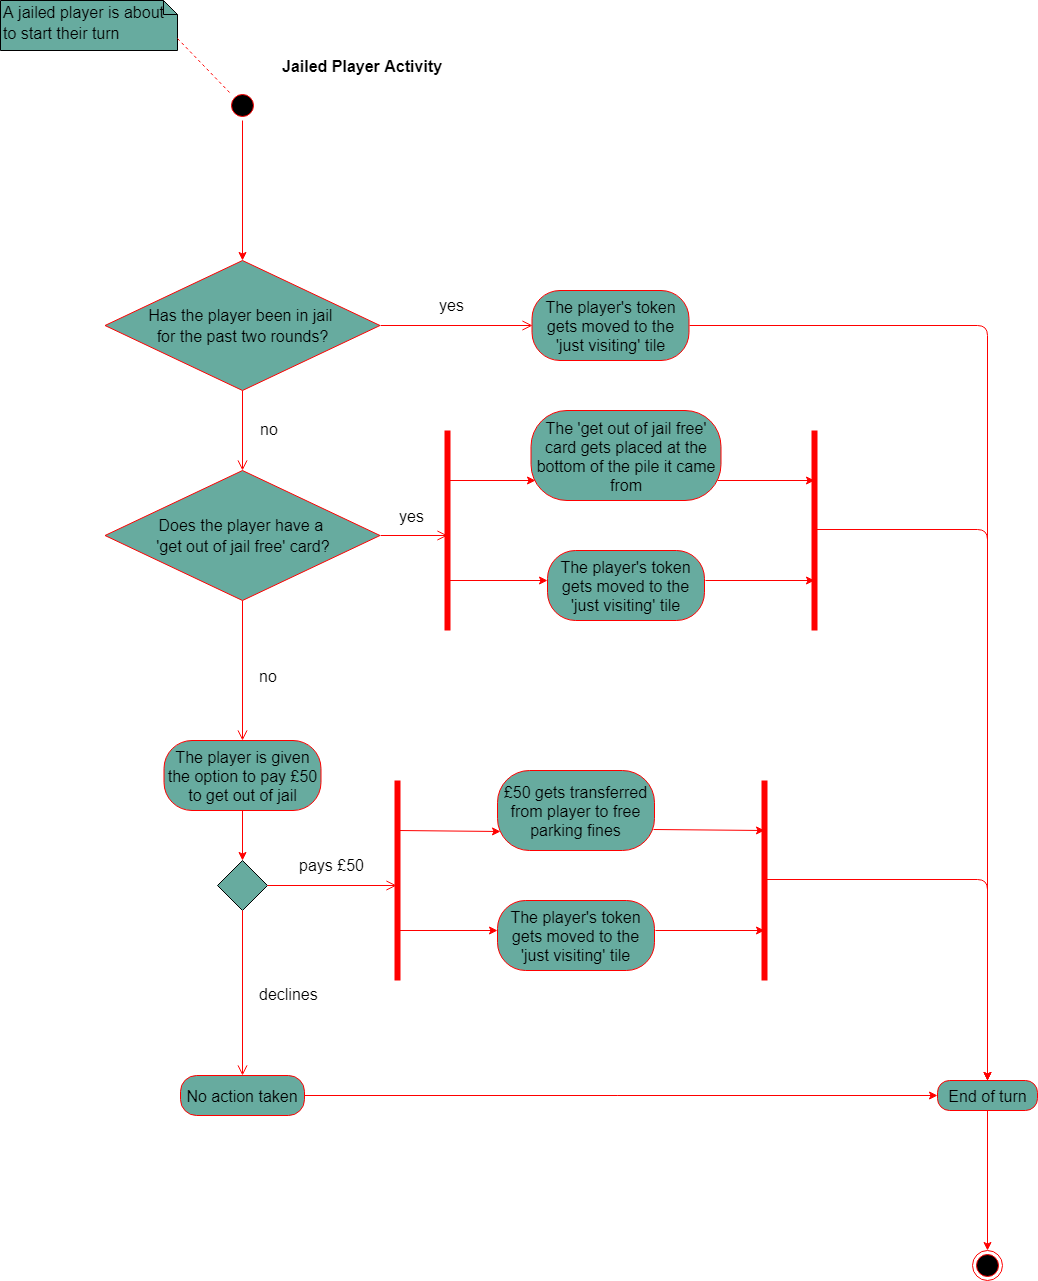 A jailed player is about
to start their turn
Jailed Player Activity
Has the player been in jail
for the past two rounds?
yes
The player's token
gets moved to the
'just visiting' tile
no
The 'get out of jail free'
card gets placed at the
bottom of the pile it came
from
Does the player have a
'get out of jail free' card?
yes
The player's token
gets moved to the
'just visiting' tile
no
The player is given
the option to pay £50
to get out of jail
£50 gets transferred
from player to free
parking fines
pays £50
The player's token
gets moved to the
'just visiting' tile
declines
No action taken
End of turn